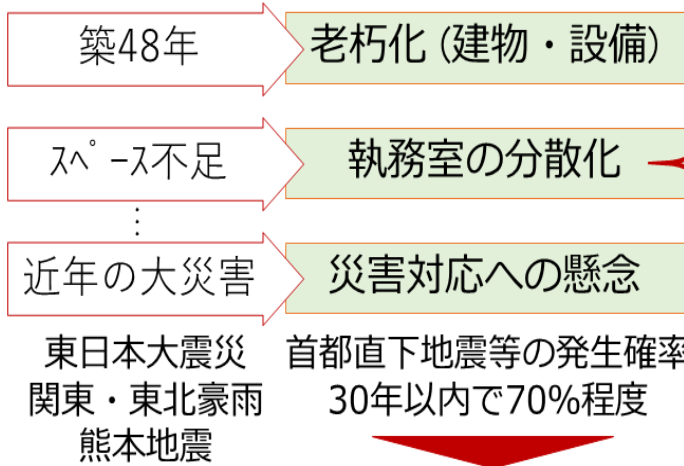 築48年
老朽化 (建物・設備)
ｽﾍﾟｰｽ不足
執務室の分散化
⋮
近年の大災害
災害対応への懸念
東日本大震災
関東・東北豪雨
熊本地震
首都直下地震等の発生確率
30年以内で70%程度